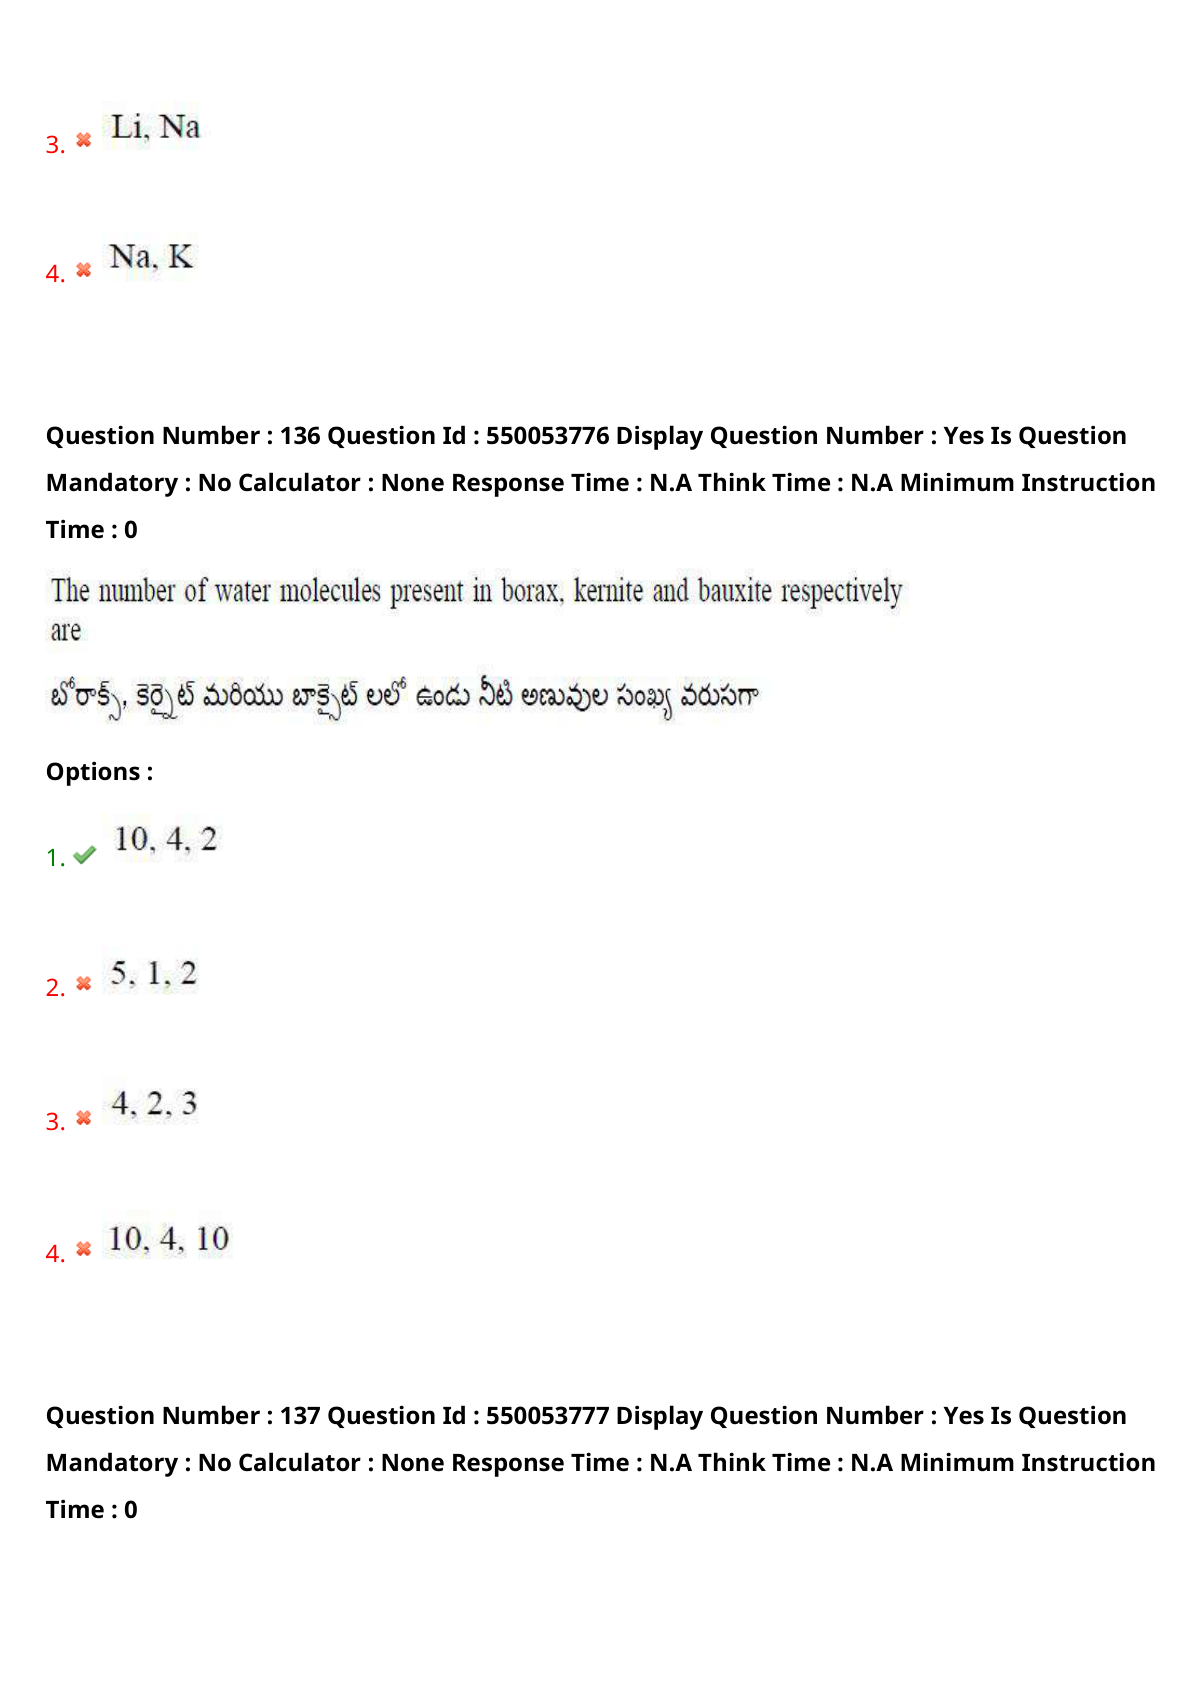 3. Li, Na
4. Na, K
Question Number : 136 Question Id : 550053776 Display Question Number : Yes Is Question
Mandatory : No Calculator : None Response Time : N.A Think Time : N.A Minimum Instruction
Time : 0
The number of water molecules present in borax, kernite and bauxite respectively
are
బోరాక్స్, కెర్నైట్ మరియు బాక్సైట్ లలో ఉండు నీటి అణువుల సంఖ్య వరుసగా
Options :
1. 10, 4, 2
2. 5, 1, 2
3. 4, 2, 3
4. 10, 4, 10
Question Number : 137 Question Id : 550053777 Display Question Number : Yes Is Question
Mandatory : No Calculator : None Response Time : N.A Think Time : N.A Minimum Instruction
Time : 0